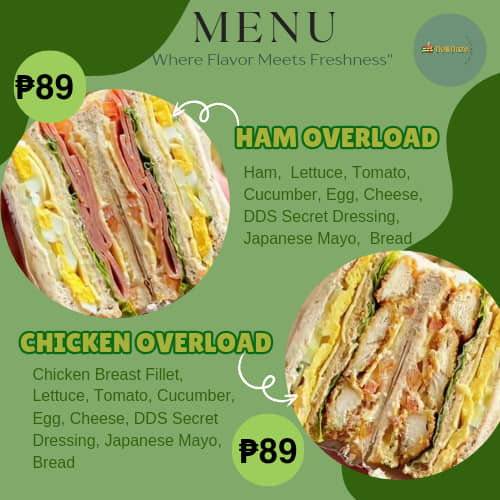 MENU
Where Flavor Meets Freshness"
₱89
HAM OVERLOAD
Ham, Lettuce, Tomato,
Cucumber, Egg, Cheese,
DDS Secret Dressing,
Japanese Mayo, Bread
CHICKEN OVERLOAD
Chicken Breast Fillet,
Lettuce, Tomato, Cucumber,
Egg, Cheese, DDS Secret
Dressing, Japanese Mayo,
Bread
₱89